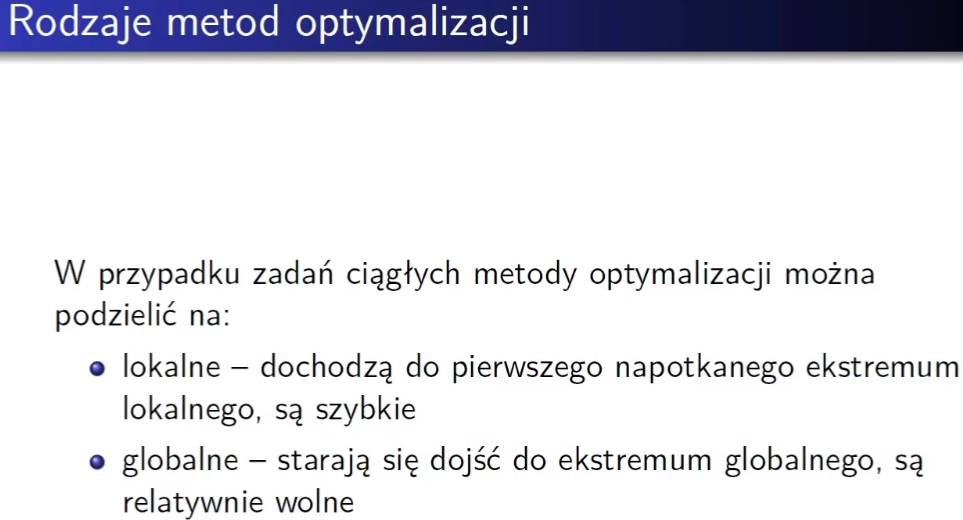 Rodzaje metod optymalizacji
W przypadku zadań ciągłych metody optymalizacji można
podzielić na:
lokalne – dochodzą do pierwszego napotkanego ekstremum
lokalnego, są szybkie
globalne – starają się dojść do ekstremum globalnego, są
relatywnie wolne